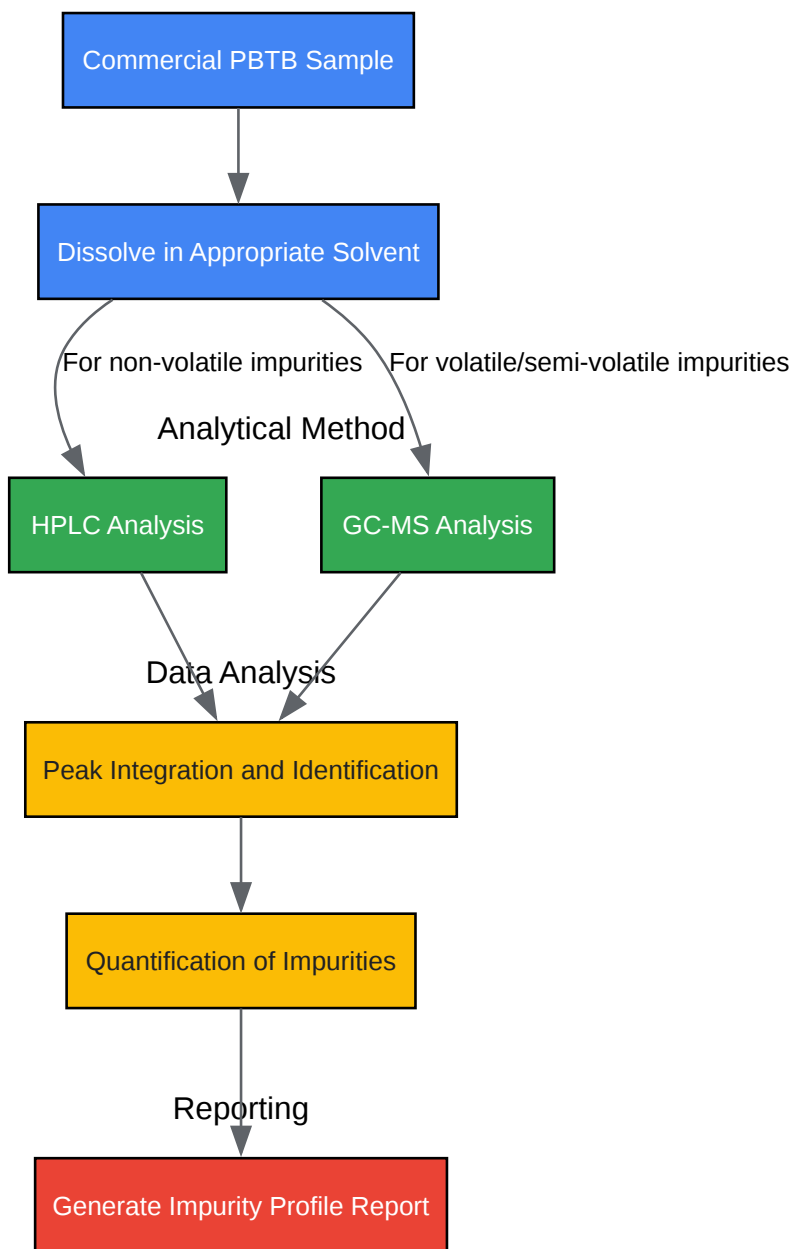 Commercial PBTB Sample
Dissolve in Appropriate Solvent
For non-volatile impurities
For volatile/semi-volatile impurities
Analytical Method
HPLC Analysis
GC-MS Analysis
Data Analysis
Peak Integration and Identification
Quantification of Impurities
Reporting
Generate Impurity Profile Report